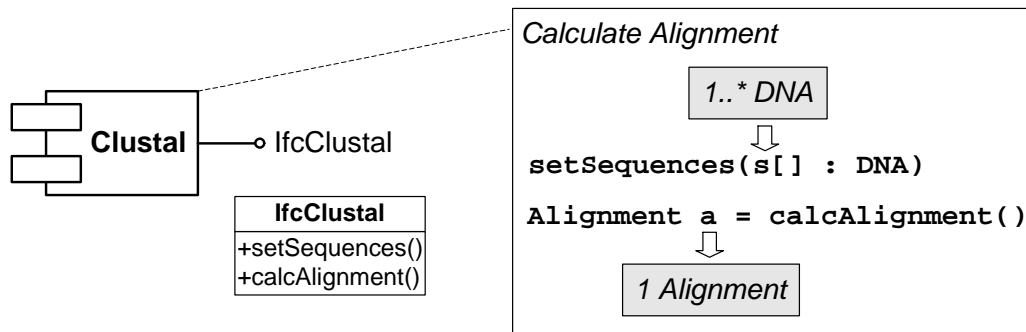 Clustal
IfcClustal
IfcClustal
+setSequences()
+calcAlignment()
Calculate Alignment
1..* DNA
setSequences(s[] : DNA)
Alignment a = calcAlignment()
1 Alignment